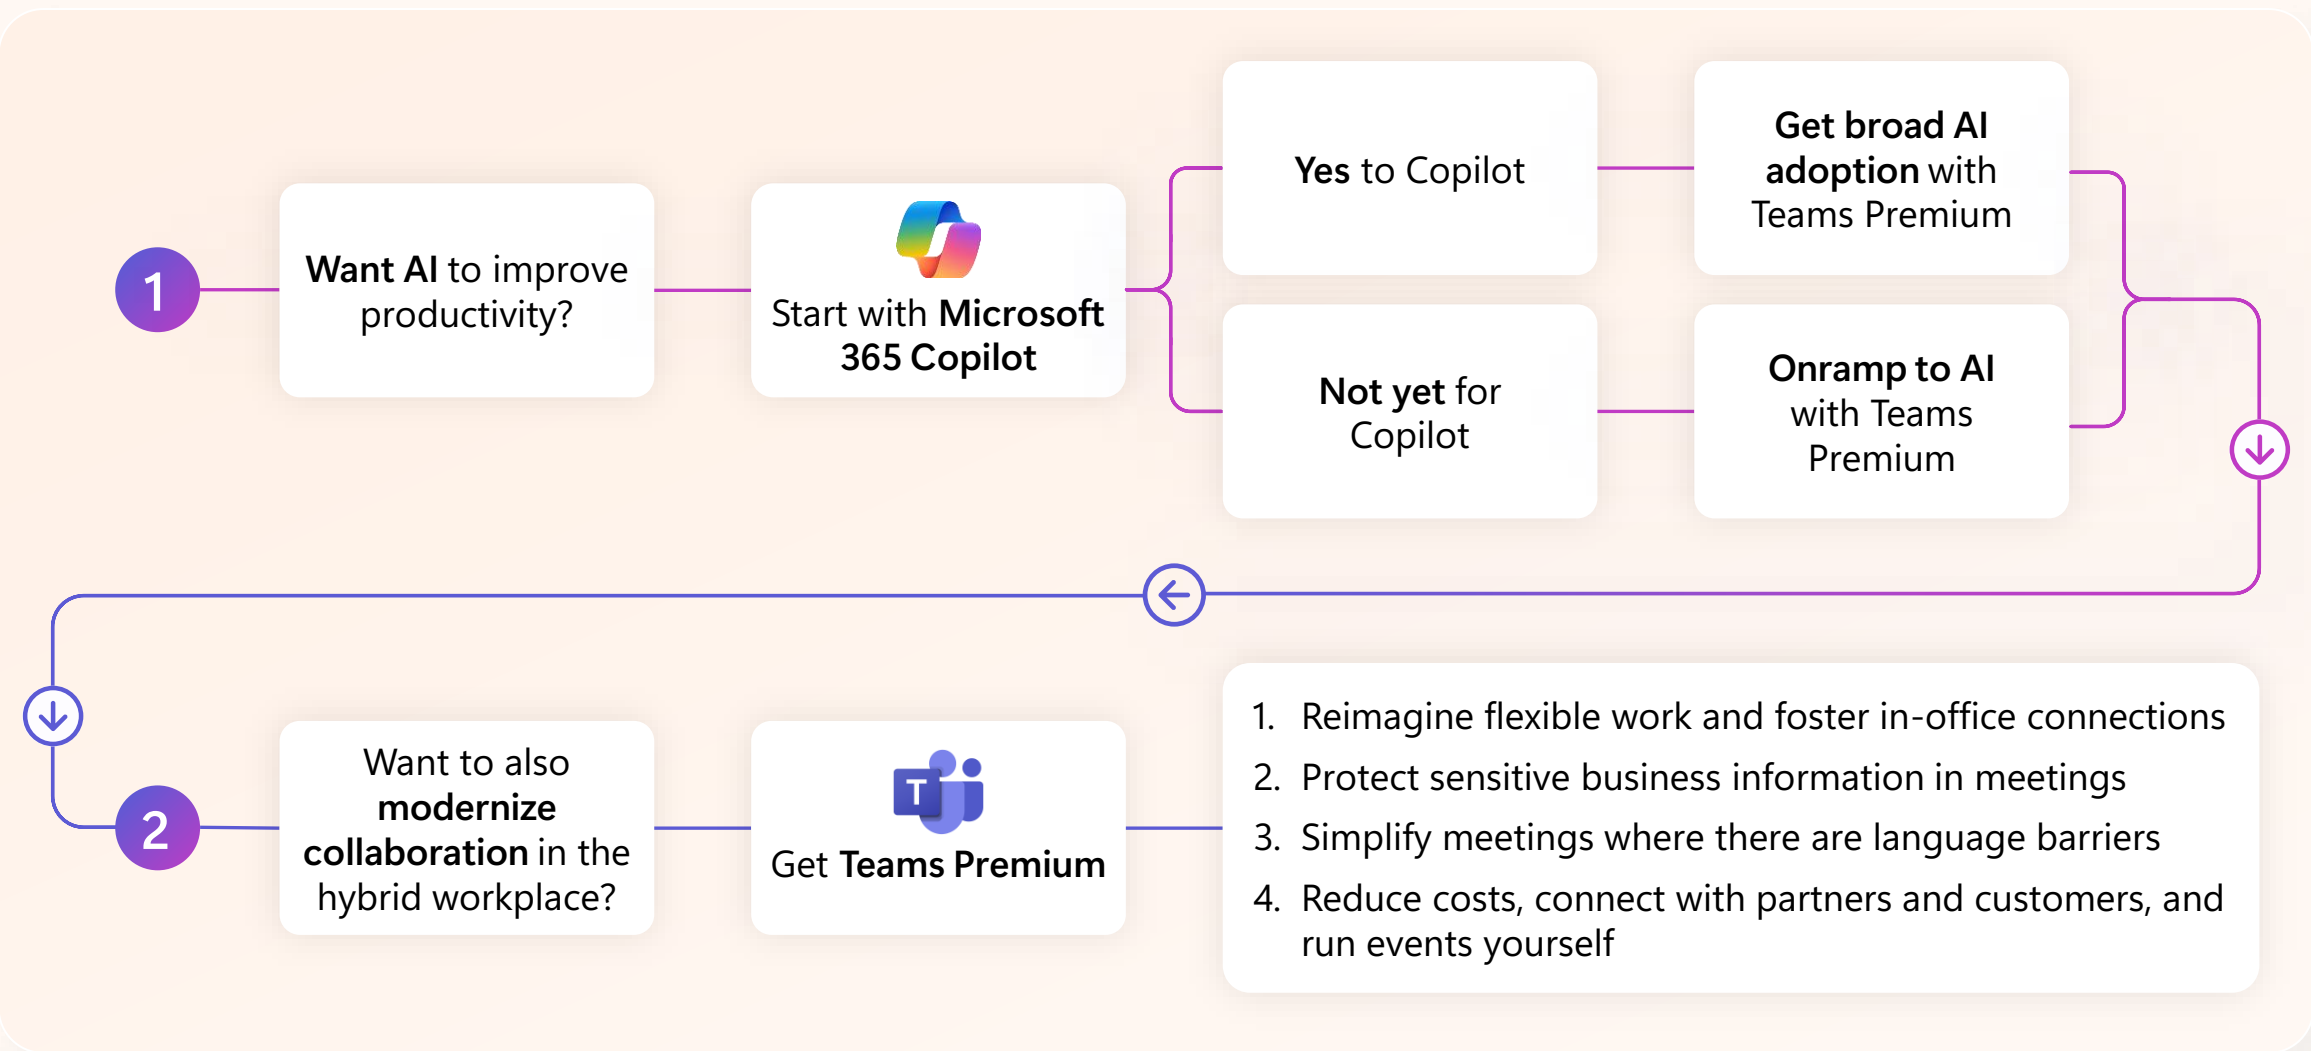 1
Want AI to improve
productivity?
Start with Microsoft
365 Copilot
Yes to Copilot
Get broad AI
adoption with
Teams Premium
Not yet for
Copilot
Onramp to AI
with Teams
Premium
2
Want to also
modernize
collaboration in the
hybrid workplace?
T
Get Teams Premium
1. Reimagine flexible work and foster in-office connections
2. Protect sensitive business information in meetings
3. Simplify meetings where there are language barriers
4. Reduce costs, connect with partners and customers, and
run events yourself